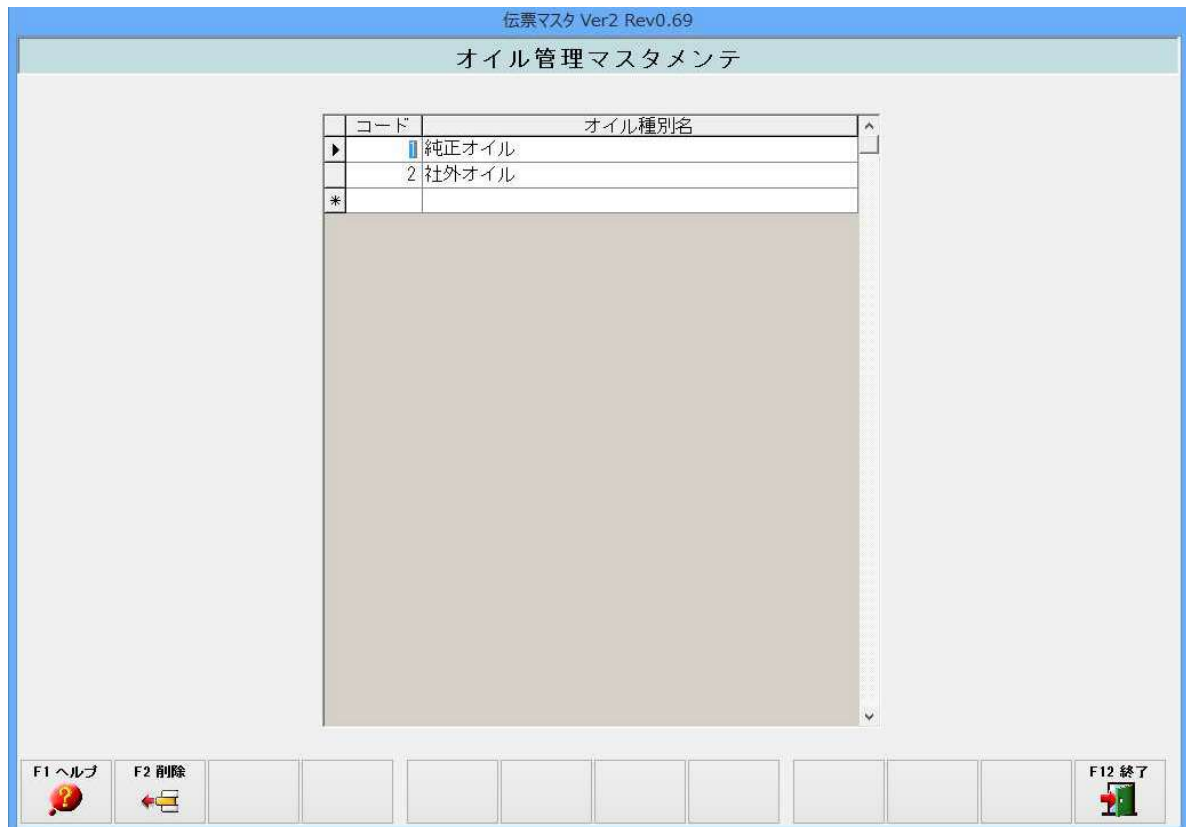 伝票マスタ Ver2 Rev0.69
オイル管理マスタメンテ
コード オイル種別名
1 純正オイル
2 社外オイル
*
F1 ヘルプ F2 削除 F12 終了